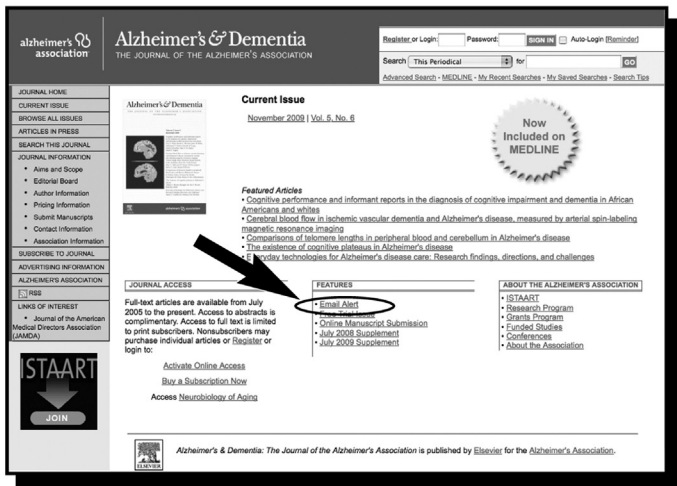 alzheimer's association
Alzheimer's & Dementia
THE JOURNAL OF THE ALZHEIMER'S ASSOCIATION
Register or Login: Password: SIGN IN Auto-Login [Reminder]
Search This Periodical for GO
Advanced Search - MEDLINE - My Recent Searches - My Saved Searches - Search Tips
JOURNAL HOME
CURRENT ISSUE
BROWSE ALL ISSUES
ARTICLES IN PRESS
SEARCH THIS JOURNAL
JOURNAL INFORMATION
• Aims and Scope
• Editorial Board
• Author Information
• Pricing Information
• Submit Manuscripts
• Contact Information
• Association Information
SUBSCRIBE TO JOURNAL
ADVERTISING INFORMATION
ALZHEIMER'S ASSOCIATION
RSS
LINKS OF INTEREST
• Journal of the American
Medical Directors Association
(JAMDA)
ISTAART
JOIN
Alzheimer's & Dementia
Current Issue
November 2009 | Vol. 5, No. 6
Now
Included on
MEDLINE
Featured Articles
• Cognitive performance and informant reports in the diagnosis of cognitive impairment and dementia in African
Americans and whites
• Cerebral blood flow in ischemic vascular dementia and Alzheimer's disease, measured by arterial spin-labeling
magnetic resonance imaging
• Comparisons of telomere lengths in peripheral blood and cerebellum in Alzheimer's disease
• The existence of cognitive plateaus in Alzheimer's disease
• Everyday technologies for Alzheimer's disease care: Research findings, directions, and challenges
JOURNAL ACCESS
Full-text articles are available from July
2005 to the present. Access to abstracts is
complimentary. Access to full text is limited
to print subscribers. Nonsubscribers may
purchase individual articles or Register or
login to:
Activate Online Access
Buy a Subscription Now
Access Neurobiology of Aging
FEATURES
• Email Alert
• Free Trial Issue
• Online Manuscript Submission
• July 2008 Supplement
• July 2009 Supplement
ABOUT THE ALZHEIMER'S ASSOCIATION
• ISTAART
• Research Program
• Grants Program
• Funded Studies
• Conferences
• About the Association
ELSEVIER
Alzheimer's & Dementia: The Journal of the Alzheimer's Association is published by Elsevier for the Alzheimer's Association.